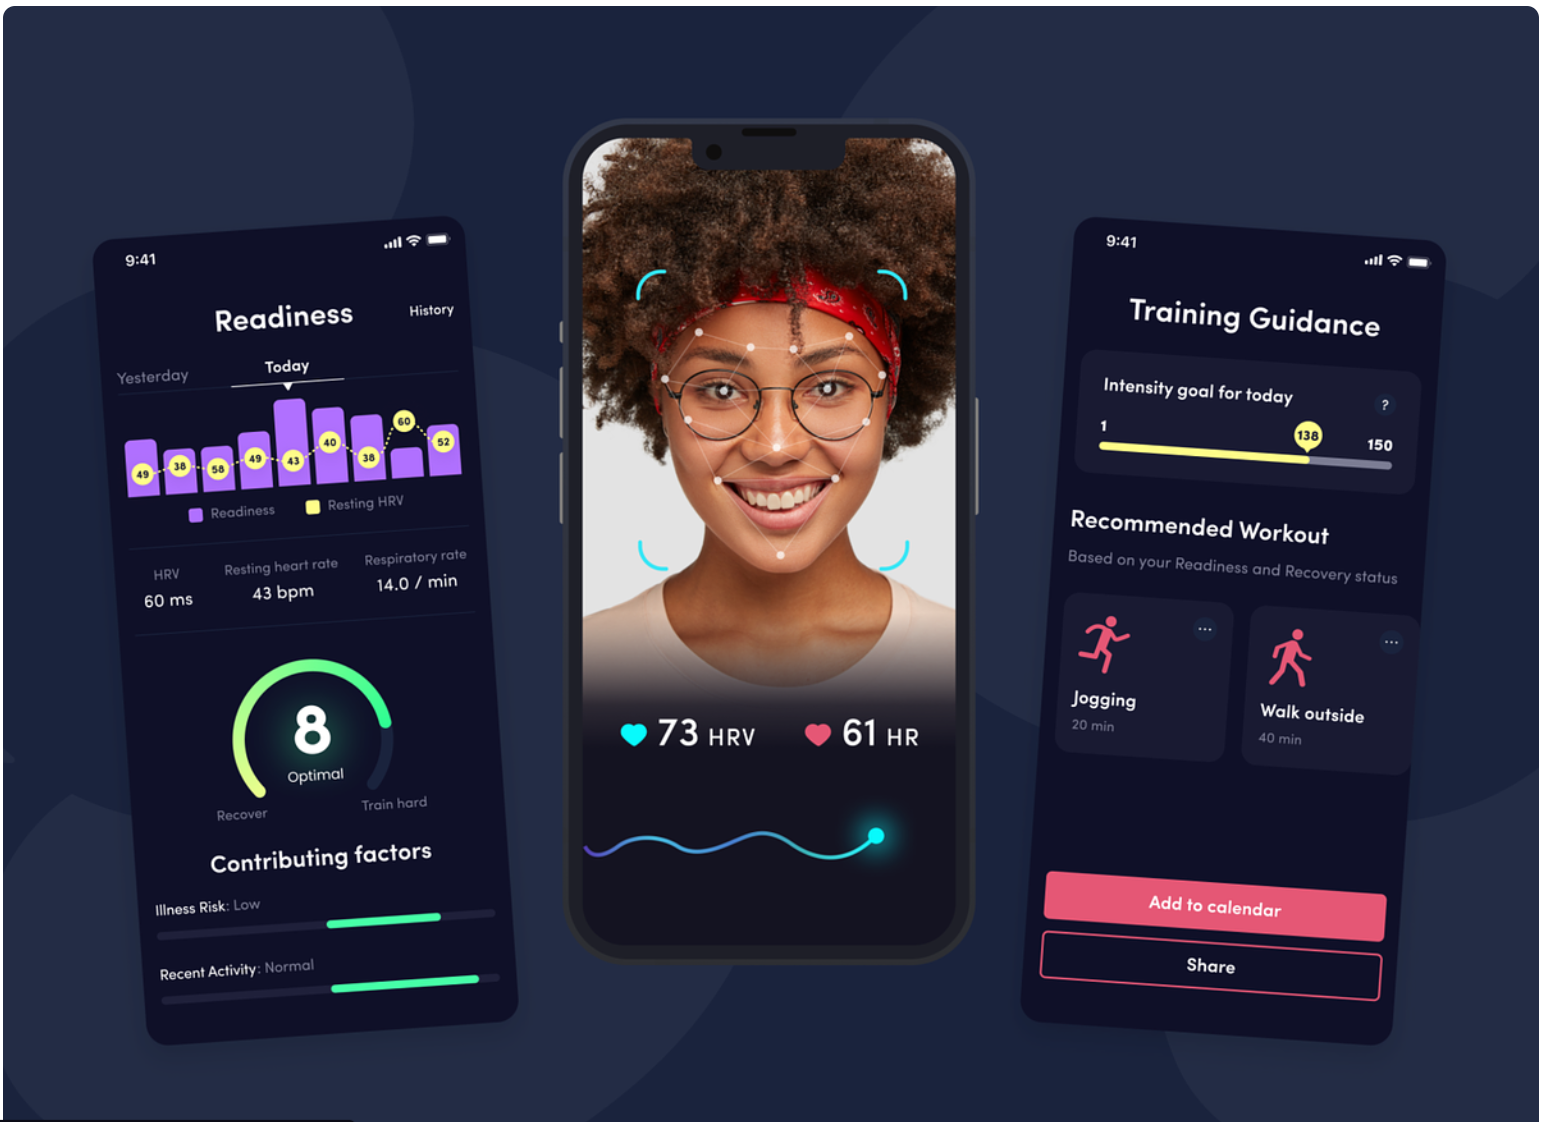 9:41
Readiness
History
Yesterday
Today
49
38
58
49
43
40
38
60
52
Readiness
Resting HRV
HRV
Resting heart rate
Respiratory rate
60 ms
43 bpm
14.0 / min
8
Optimal
Recover
Train hard
Contributing factors
Illness Risk: Low
Recent Activity: Normal
73 HRV
61 HR
9:41
Training Guidance
Intensity goal for today
?
1
138
150
Recommended Workout
Based on your Readiness and Recovery status
Jogging
20 min
Walk outside
40 min
Add to calendar
Share